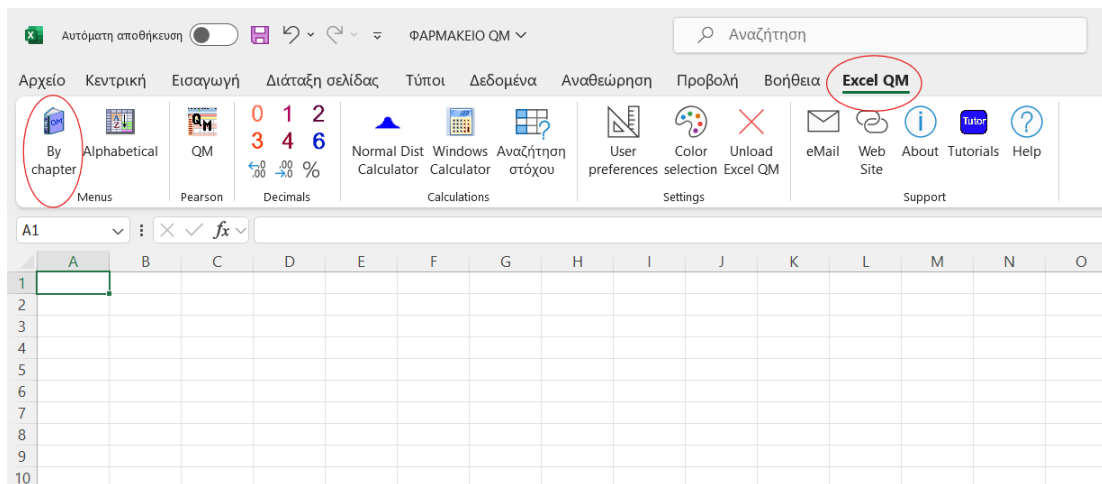 Αυτόματη αποθήκευση ΦΑΡΜΑΚΕΙΟ QM Αναζήτηση
Αρχείο Κεντρική Εισαγωγή Διάταξη σελίδας Τύποι Δεδομένα Αναθεώρηση Προβολή Βοήθεια Excel QM
0 1 2
3 4 6
By chapter
Alphabetical
QM
Normal Dist Calculator
Windows Calculator
Αναζήτηση στόχου
User preferences
Color selection
Unload Excel QM
eMail
Web Site
About
Tutor
Tutorials
Help
Menus Pearson Decimals Calculations Settings Support
A1 fx
A B C D E F G H I J K L M N O
1
2
3
4
5
6
7
8
9
10